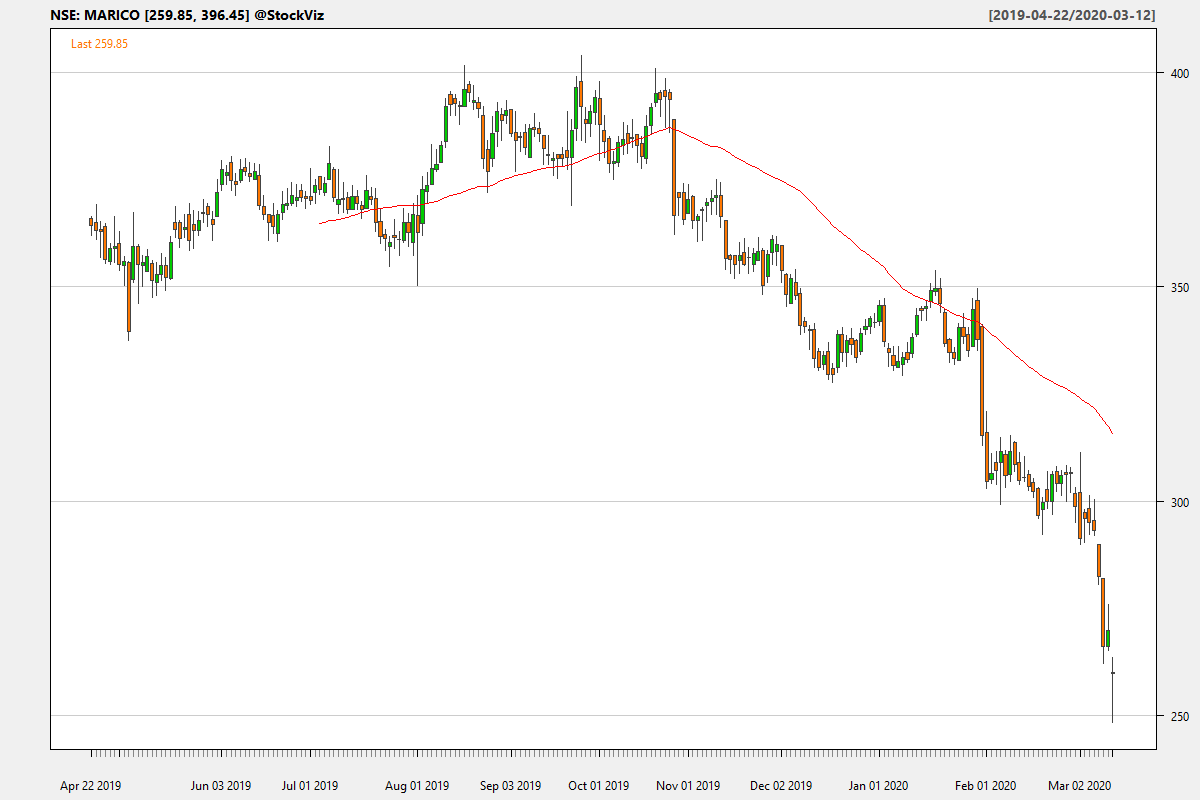 NSE: MARICO [259.85, 396.45] @StockViz [2019-04-22/2020-03-12]
Last 259.85
400
350
300
250
Apr 22 2019 Jun 03 2019 Jul 01 2019 Aug 01 2019 Sep 03 2019 Oct 01 2019 Nov 01 2019 Dec 02 2019 Jan 01 2020 Feb 01 2020 Mar 02 2020